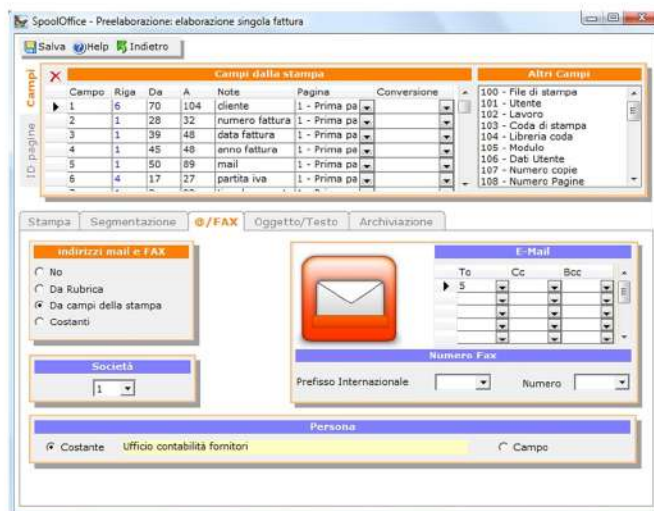 SpoolOffice - Preelaborazione: elaborazione singola fattura
Salva Help Indietro
Campi
ID pagine
Campi dalla stampa
Campo Riga Da A Note Pagina Conversione
1 6 70 104 cliente 1 - Prima pa
2 1 28 32 numero fattura 1 - Prima pa
3 1 39 48 data fattura 1 - Prima pa
4 1 45 48 anno fattura 1 - Prima pa
5 1 50 89 mail 1 - Prima pa
6 4 17 27 partita iva 1 - Prima pa
Altri Campi
100 - File di stampa
101 - Utente
102 - Lavoro
103 - Coda di stampa
104 - Libreria coda
105 - Modulo
106 - Dati Utente
107 - Numero copie
108 - Numero Pagine
Stampa Segmentazione @/FAX Oggetto/Testo Archiviazione
indirizzi mail e FAX
No
Da Rubrica
Da campi della stampa
Costanti
Società
1
E-Mail
To Cc Bcc
5
Numero Fax
Prefisso Internazionale Numero
Persona
Costante Ufficio contabilità fornitori Campo